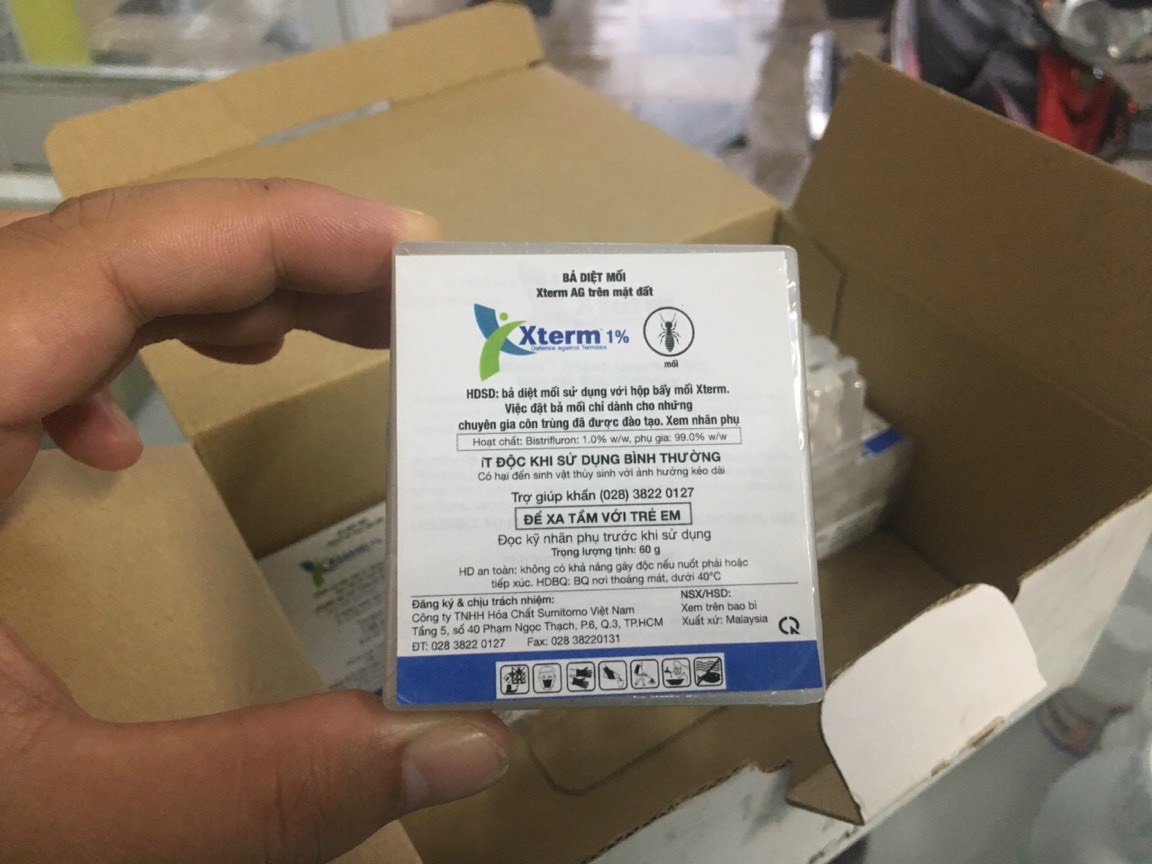 BẢ DIỆT MỐI
Xterm AG trên mặt đất
Xterm™ 1%
Defence against Termites
mối
HDSD: bả diệt mối sử dụng với hộp bẫy mối Xterm.
Việc đặt bả mối chỉ dành cho những
chuyên gia côn trùng đã được đào tạo. Xem nhãn phụ
Hoạt chất: Bistrifluron: 1.0% w/w, phụ gia: 99.0% w/w
íT ĐỘC KHI SỬ DỤNG BÌNH THƯỜNG
Có hại đến sinh vật thủy sinh với ảnh hưởng kéo dài
Trợ giúp khẩn (028) 3822 0127
ĐỂ XA TẦM VỚI TRẺ EM
Đọc kỹ nhãn phụ trước khi sử dụng
Trọng lượng tịnh: 60 g
HD an toàn: không có khả năng gây độc nếu nuốt phải hoặc
tiếp xúc. HDBQ: BQ nơi thoáng mát, dưới 40°C
Đăng ký & chịu trách nhiệm:
Công ty TNHH Hóa Chất Sumitomo Việt Nam
Tầng 5, số 40 Phạm Ngọc Thạch, P.6, Q.3, TP.HCM
ĐT: 028 3822 0127 Fax: 028 38220131
NSX/HSD:
Xem trên bao bì
Xuất xứ: Malaysia
Xterm 1%